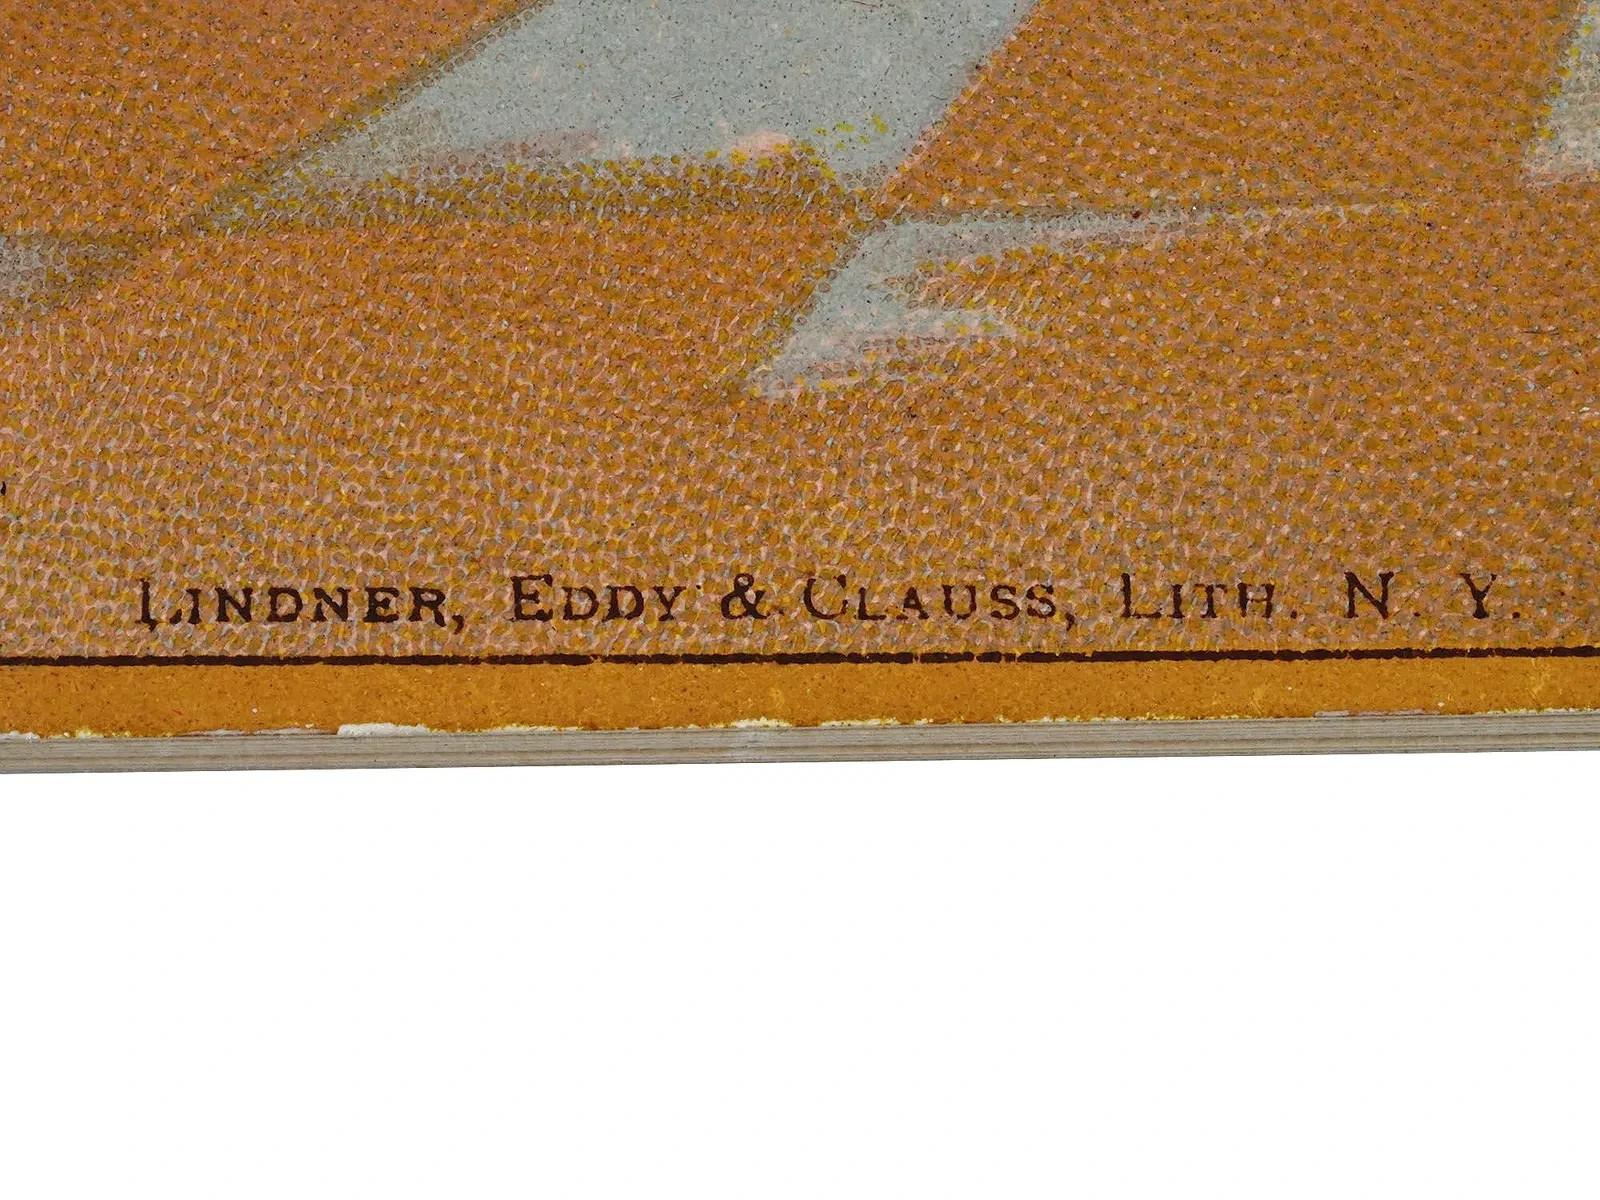 LINDNER, EDDY & CLAUSS, LITH. N. Y.